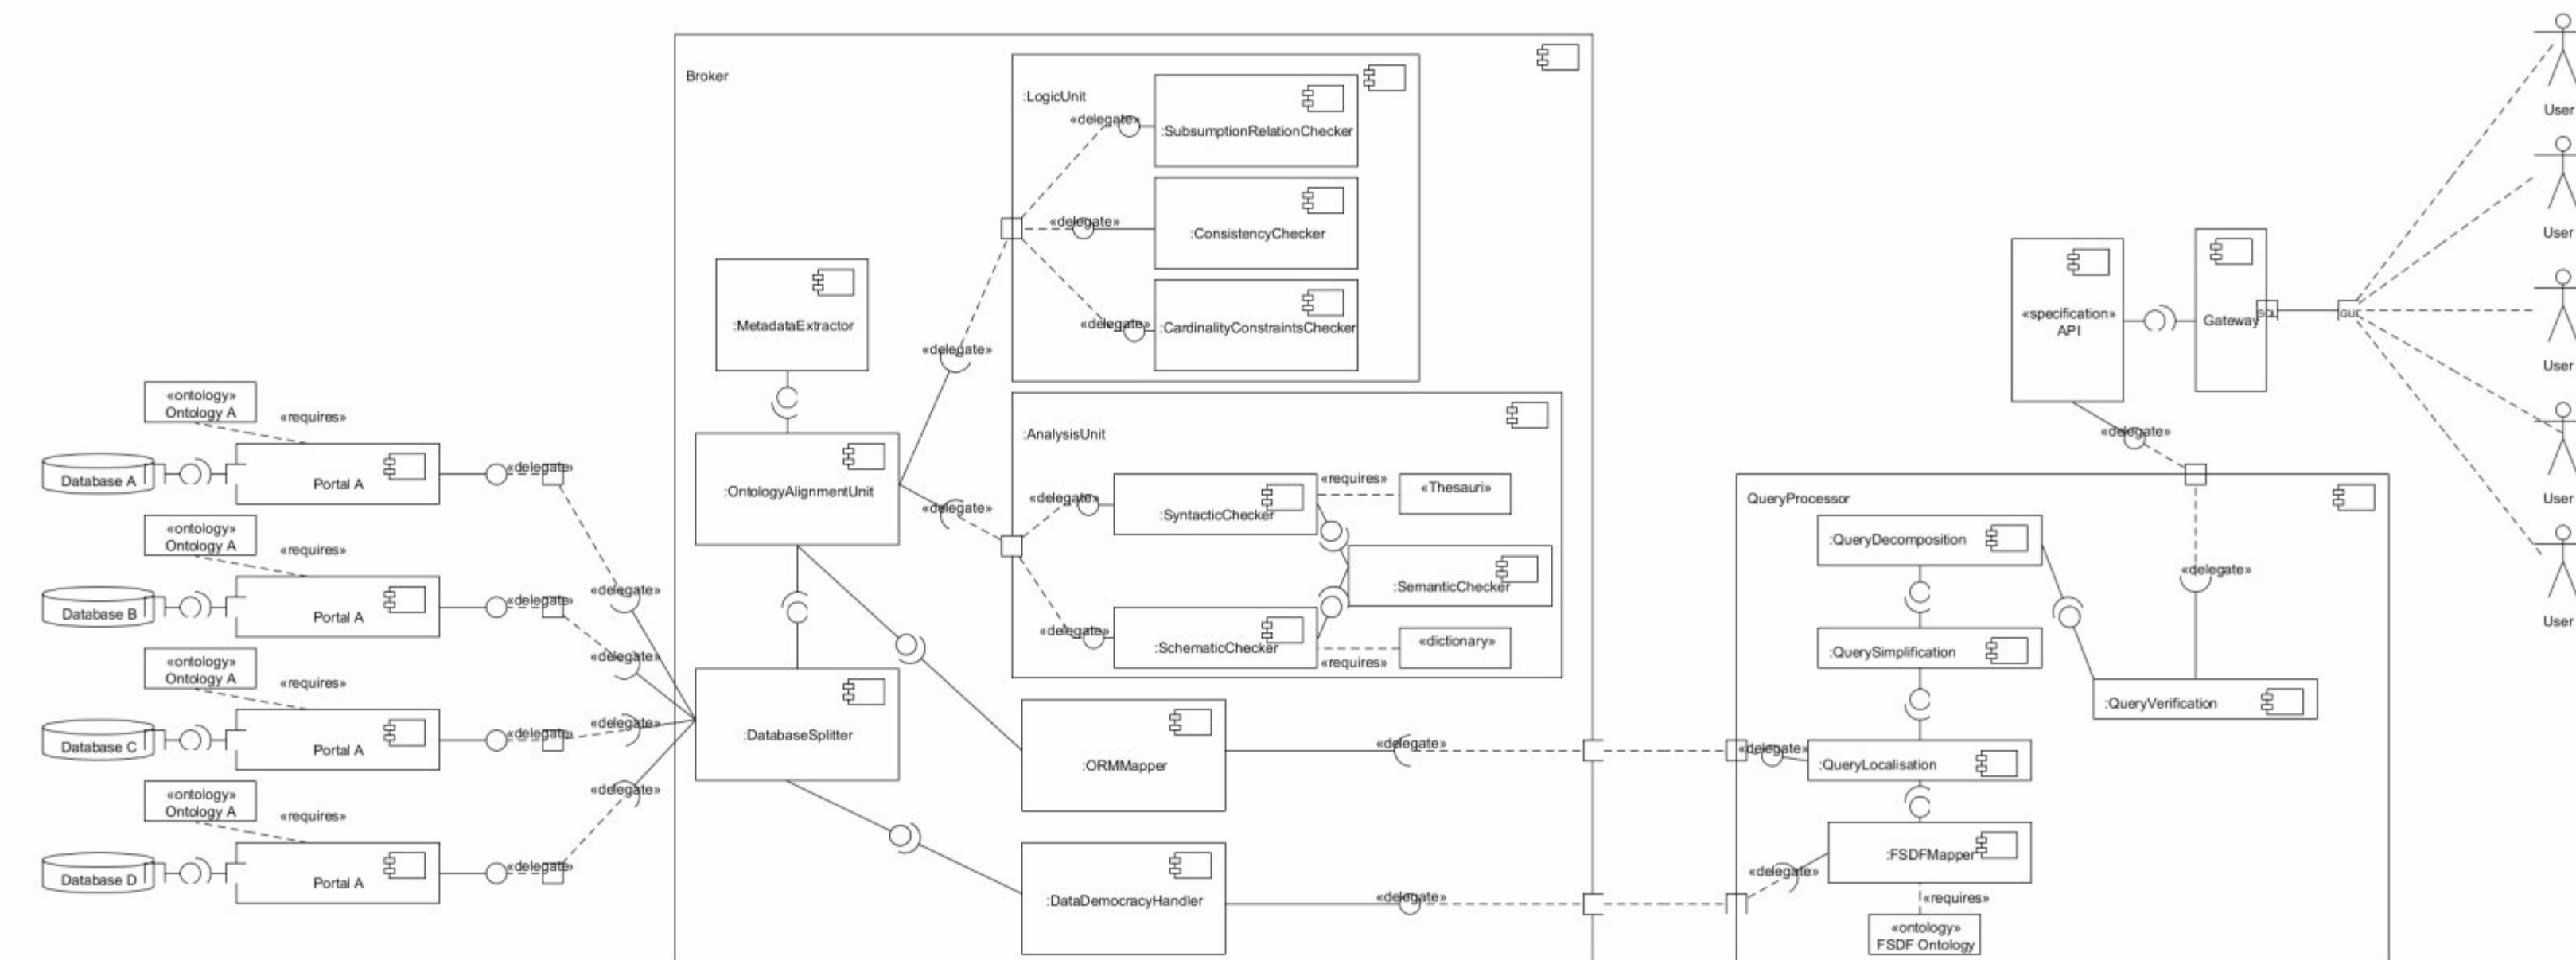 «ontology»
Ontology A
«requires»
Database A
Portal A
«delegate»
«ontology»
Ontology A
«requires»
Database B
Portal A
«delegate»
«ontology»
Ontology A
«requires»
Database C
Portal A
«delegate»
«ontology»
Ontology A
«requires»
Database D
Portal A
«delegate»
«delegate»
«delegate»
«delegate»
«delegate»
Broker
:MetadataExtractor
:OntologyAlignmentUnit
:DatabaseSplitter
«delegate»
«delegate»
:LogicUnit
«delegate»
:SubsumptionRelationChecker
«delegate»
:ConsistencyChecker
«delegate»
:CardinalityConstraintsChecker
:AnalysisUnit
«delegate»
:SyntacticChecker
«requires»
«Thesauri»
:SemanticChecker
«delegate»
:SchematicChecker
«requires»
«dictionary»
:ORMMapper
«delegate»
:DataDemocracyHandler
«delegate»
QueryProcessor
:QueryDecomposition
:QuerySimplification
«delegate»
:QueryLocalisation
:QueryVerification
«delegate»
«delegate»
:FSDFMapper
«requires»
«ontology»
FSDF Ontology
«specification»
API
«delegate»
Gateway
SQL
GUI
User
User
User
User
User